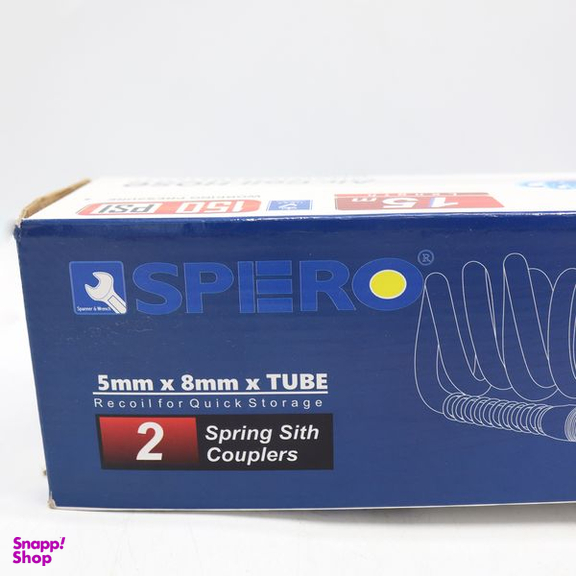 150 PSI
15 m
SPERO®
Spanner & Wrench
5mm x 8mm x TUBE
Recoil for Quick Storage
2
Spring Sith
Couplers
Snapp!
Shop